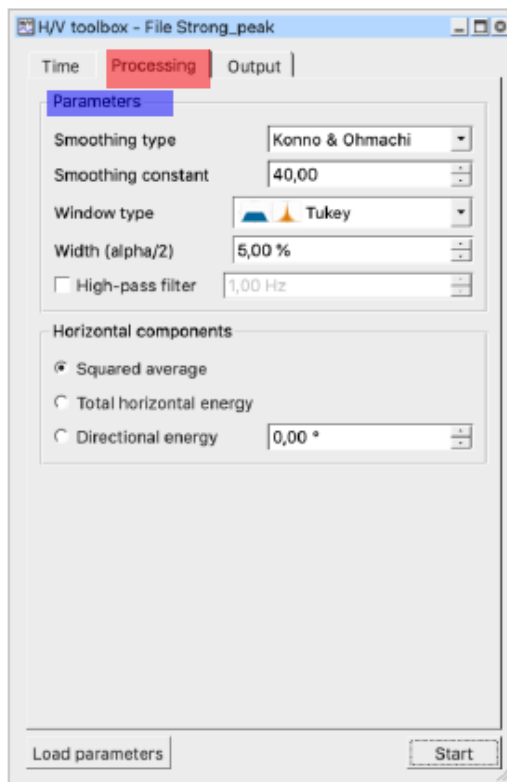 H/V toolbox - File Strong_peak
Time Processing Output
Parameters
Smoothing type Konno & Ohmachi
Smoothing constant 40,00
Window type Tukey
Width (alpha/2) 5,00 %
High-pass filter 1,00 Hz
Horizontal components
Squared average
Total horizontal energy
Directional energy 0,00 °
Load parameters Start